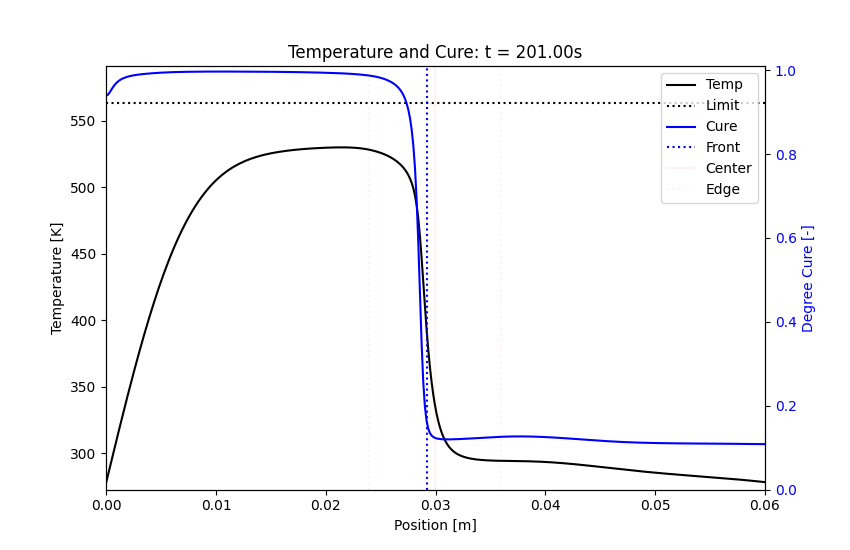 Temperature and Cure: t = 201.00s
Temp
Limit
Cure
Front
Center
Edge
550
500
450
400
350
300
Temperature [K]
1.0
0.8
0.6
0.4
0.2
0.0
Degree Cure [-]
0.00 0.01 0.02 0.03 0.04 0.05 0.06
Position [m]